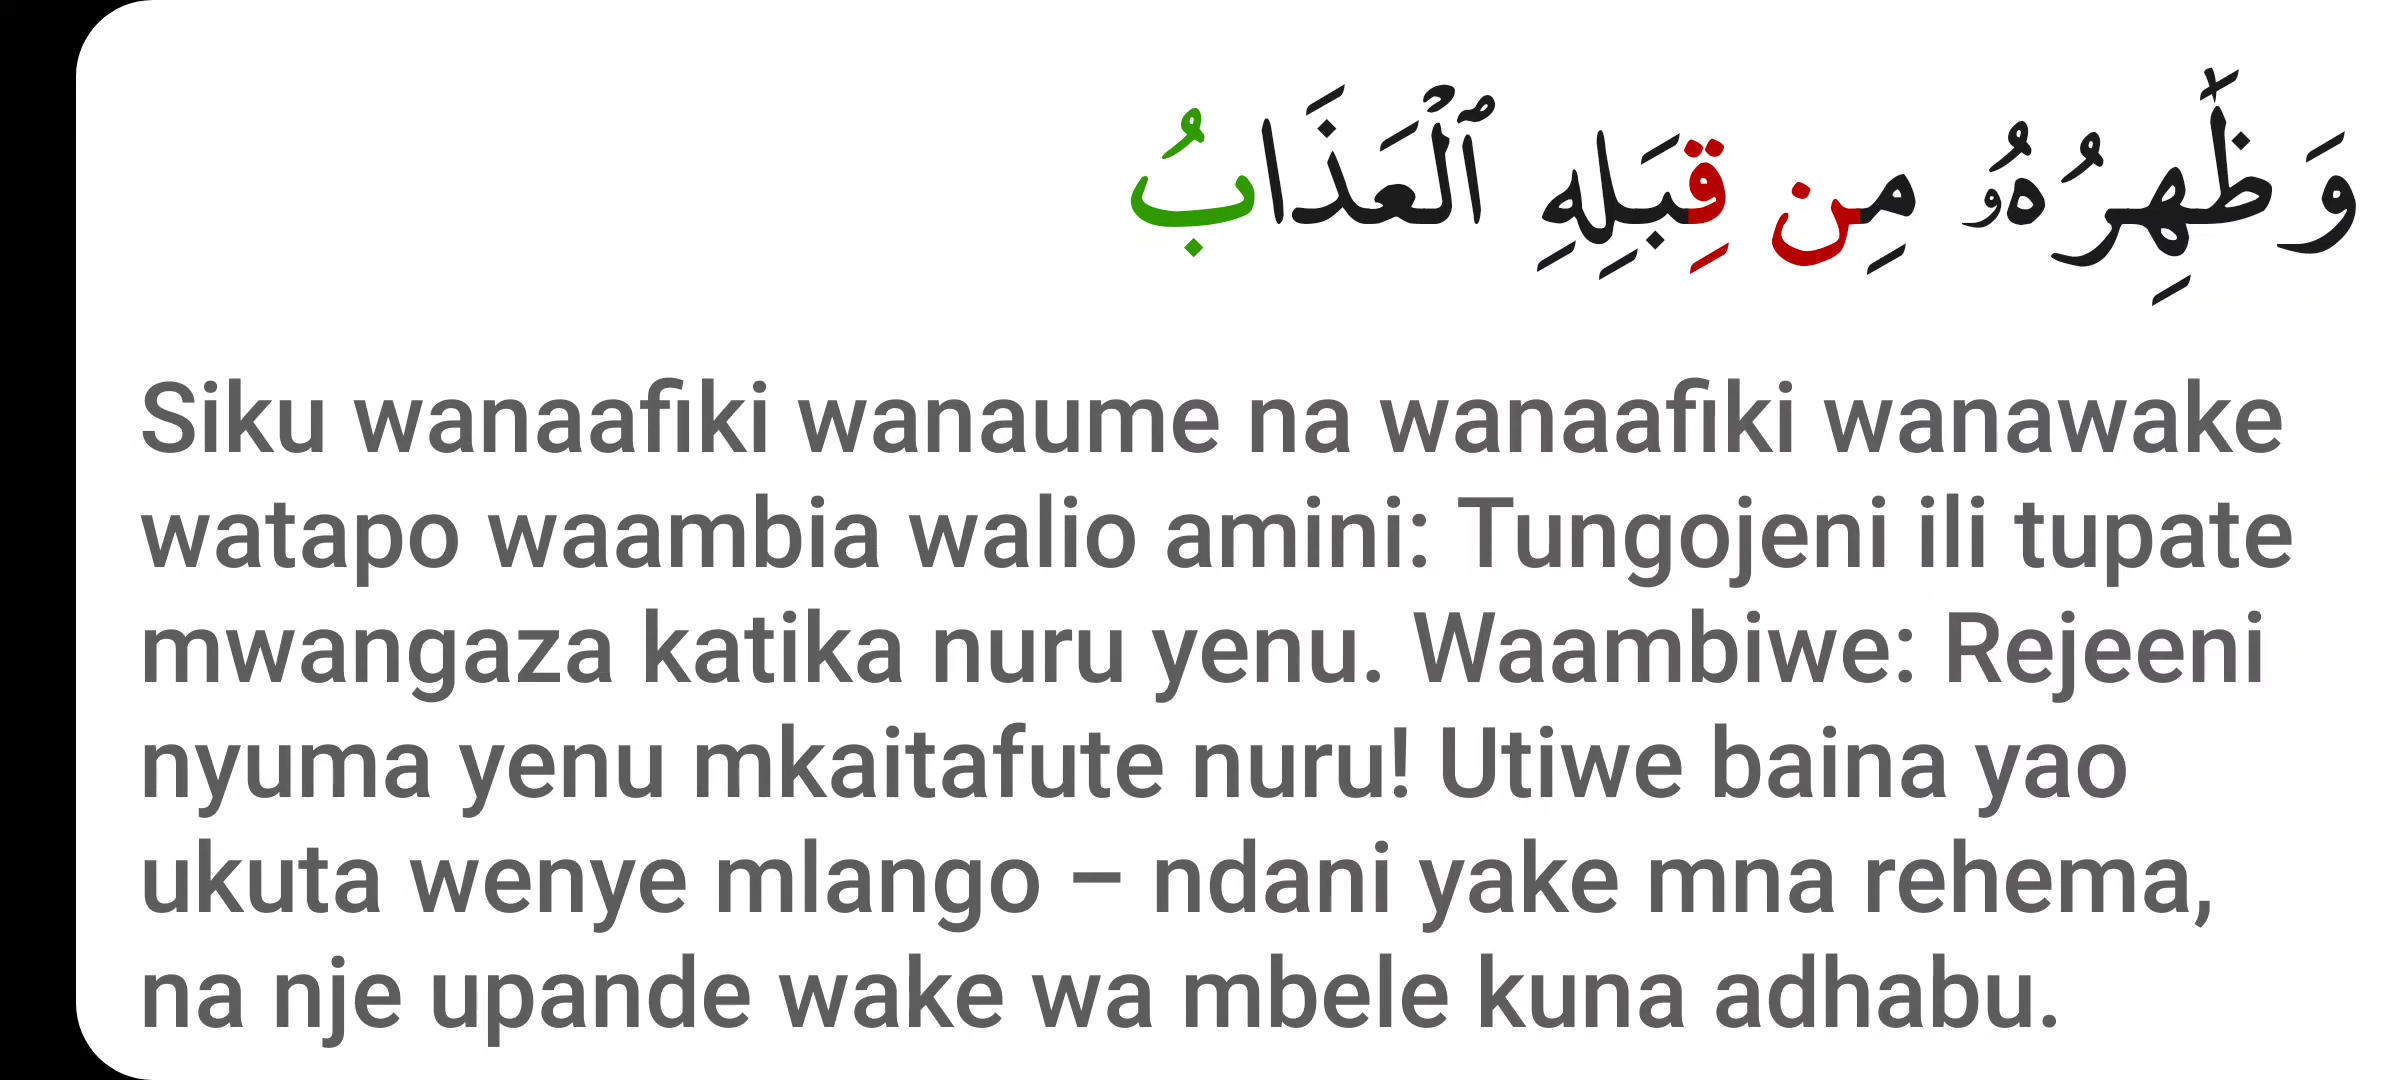 وَظَٰهِرُهُۥ مِن قِبَلِهِ ٱلْعَذَابُ
Siku wanaafiki wanaume na wanaafiki wanawake
watapo waambia walio amini: Tungojeni ili tupate
mwangaza katika nuru yenu. Waambiwe: Rejeeni
nyuma yenu mkaitafute nuru! Utiwe baina yao
ukuta wenye mlango – ndani yake mna rehema,
na nje upande wake wa mbele kuna adhabu.